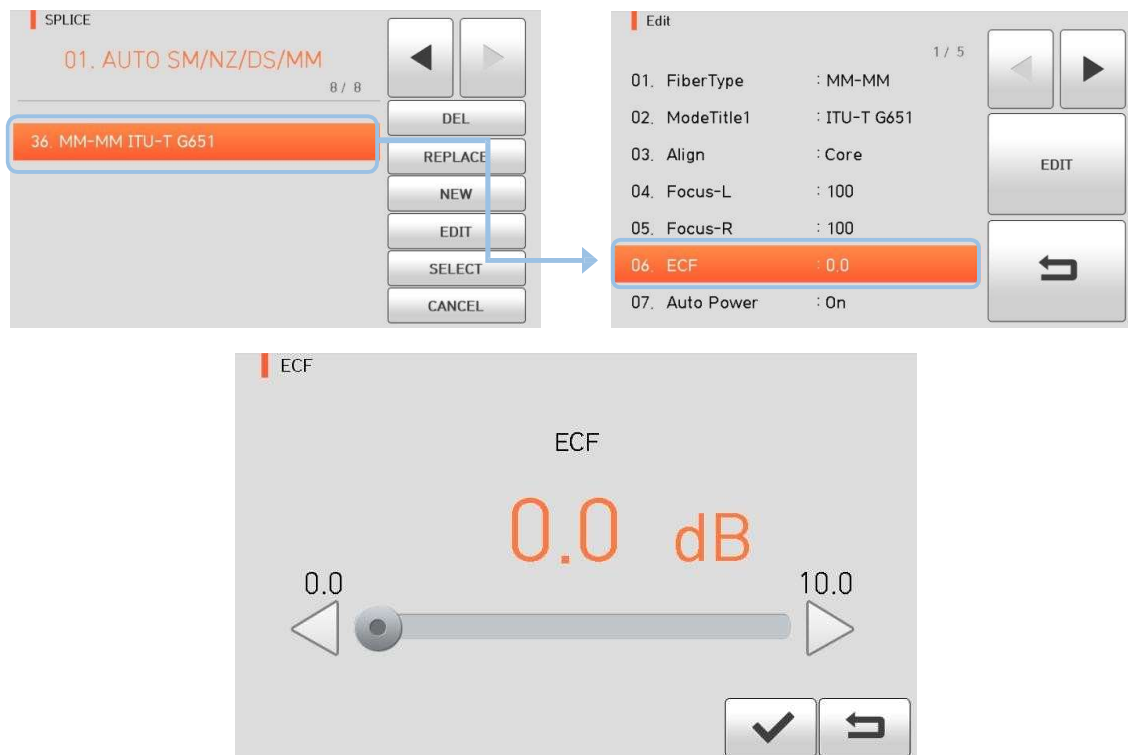 SPLICE
01. AUTO SM/NZ/DS/MM
8 / 8
36. MM-MM ITU-T G651
DEL
REPLACE
NEW
EDIT
SELECT
CANCEL
Edit
1 / 5
01. FiberType : MM-MM
02. ModeTitle1 : ITU-T G651
03. Align : Core
04. Focus-L : 100
05. Focus-R : 100
06. ECF : 0.0
07. Auto Power : On
EDIT
ECF
ECF
0.0 dB
0.0 10.0